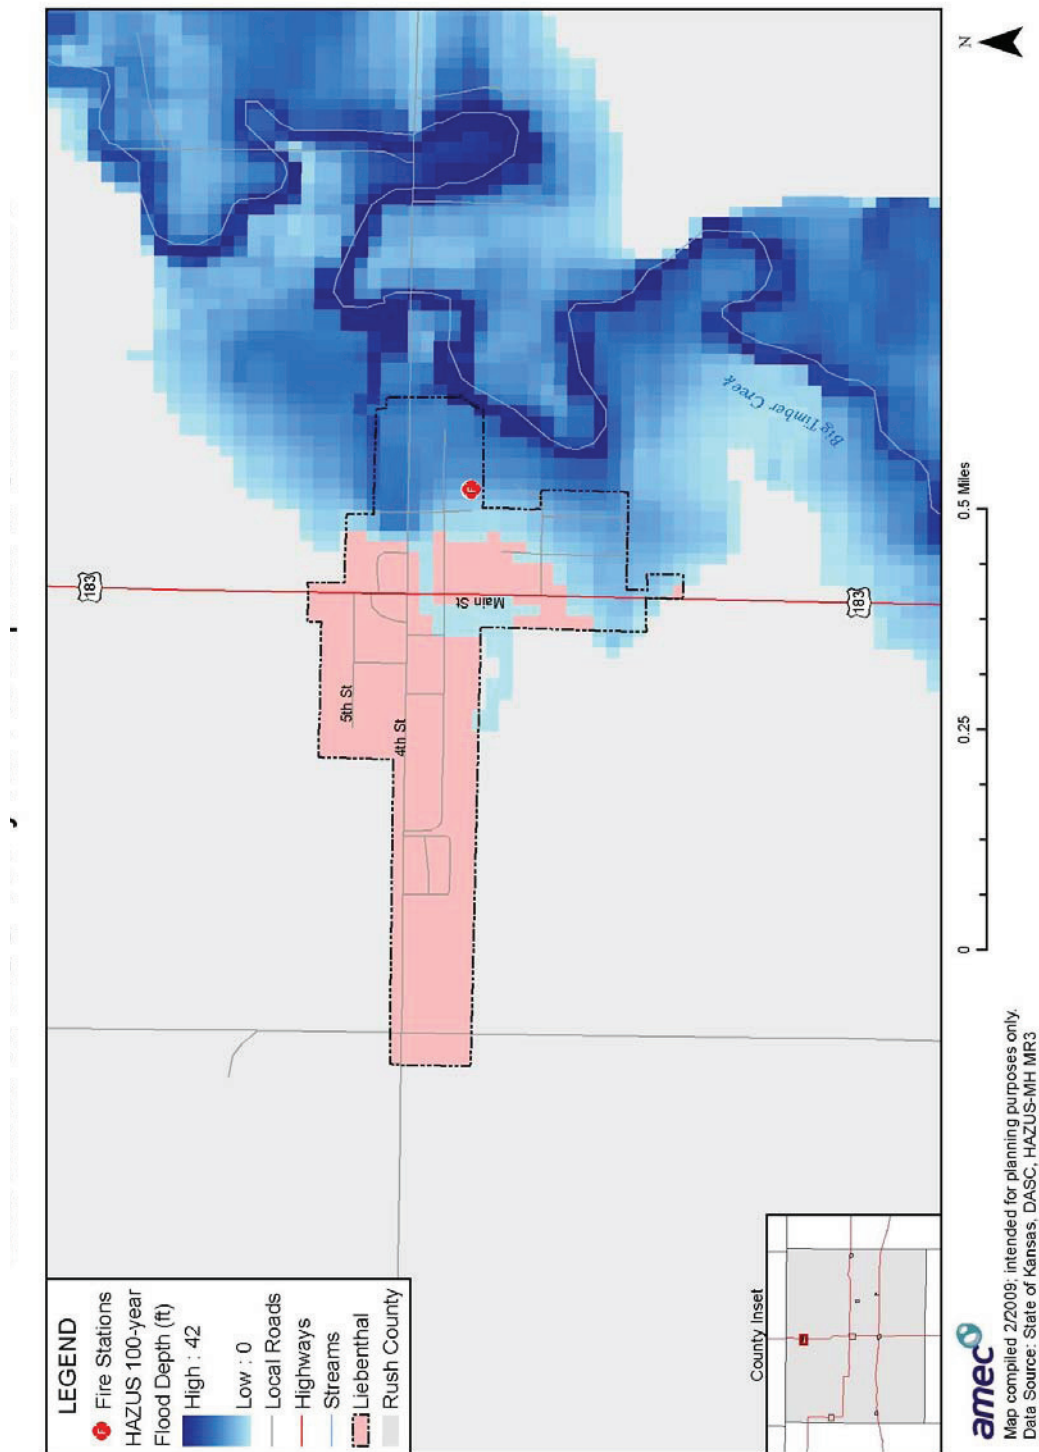 LEGEND
F Fire Stations
HAZUS 100-year
Flood Depth (ft)
High : 42
Low : 0
Local Roads
Highways
Streams
Liebenthal
Rush County
183
5th St
4th St
Main St
F
183
Big Timber Creek
N
County Inset
0 0.25 0.5 Miles
amec
Map compiled 2/2009; intended for planning purposes only.
Data Source: State of Kansas, DASC, HAZUS-MH MR3